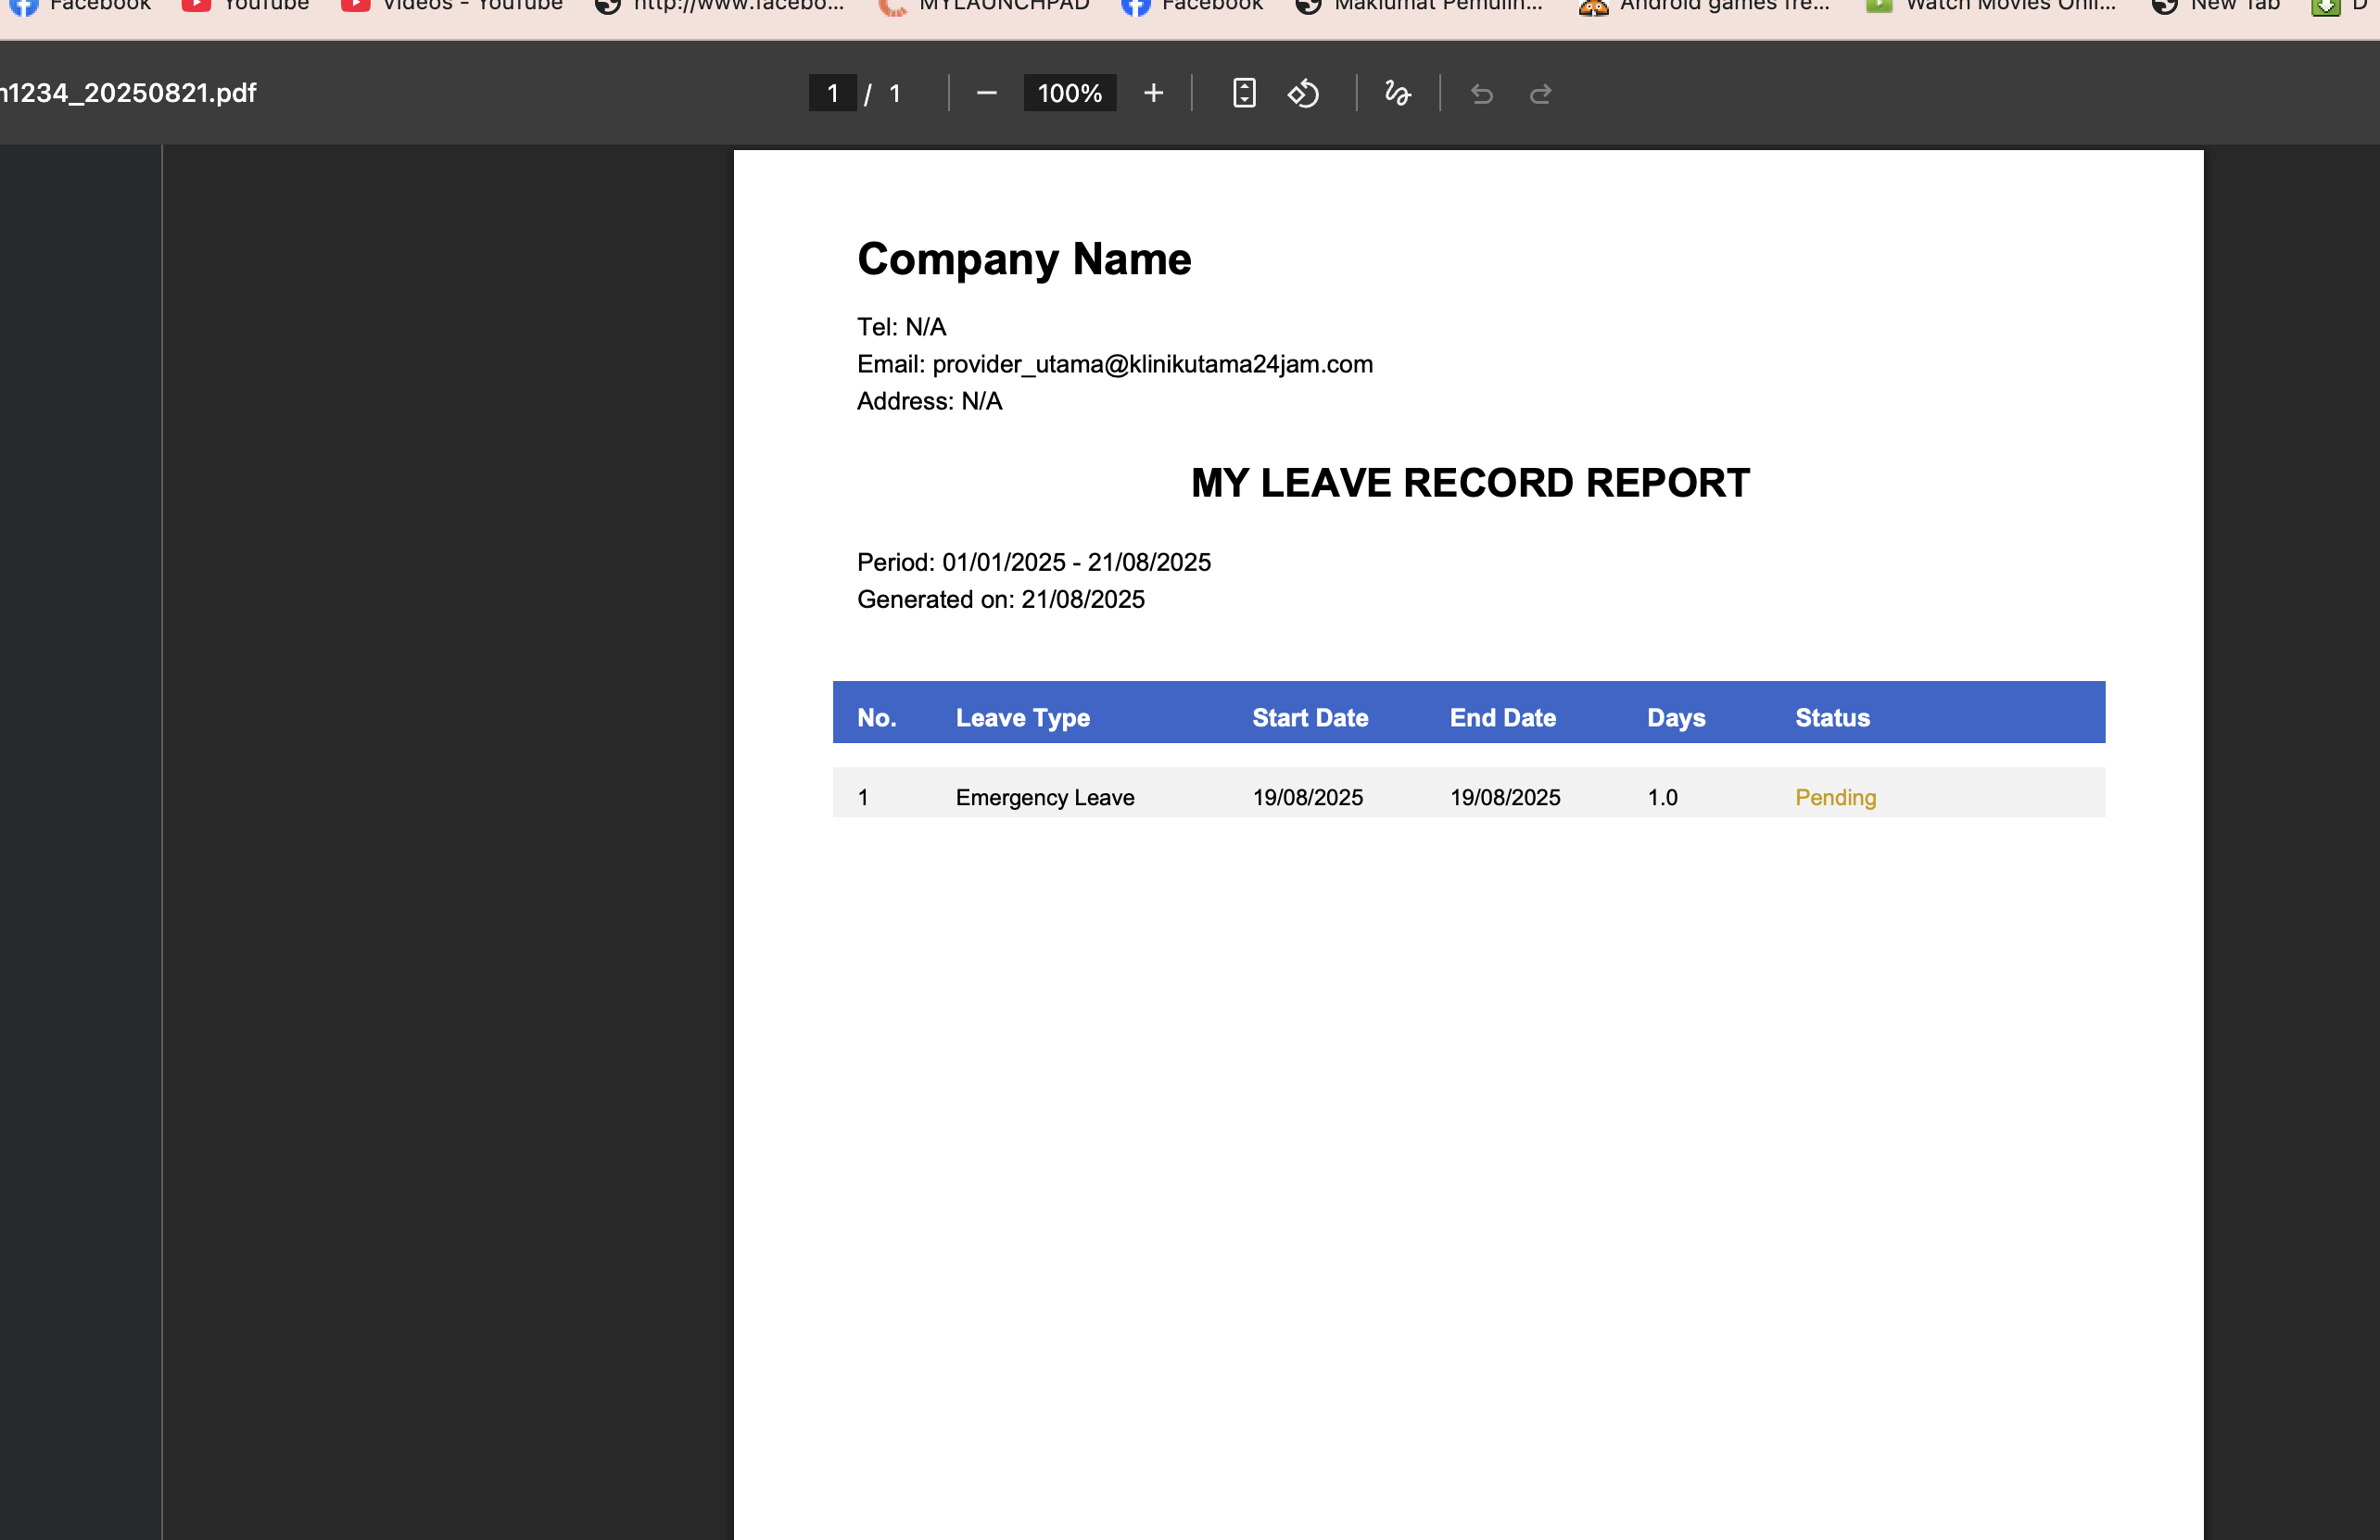 Facebook YouTube Videos - YouTube http://www.facebo... MYLAUNCHPAD Facebook Maklumat Pemulih... Android games fre... Watch Movies Onli... New Tab D
1234_20250821.pdf 1 / 1 100%
Company Name
Tel: N/A
Email: provider_utama@klinikutama24jam.com
Address: N/A
MY LEAVE RECORD REPORT
Period: 01/01/2025 - 21/08/2025
Generated on: 21/08/2025
No. Leave Type Start Date End Date Days Status
1 Emergency Leave 19/08/2025 19/08/2025 1.0 Pending